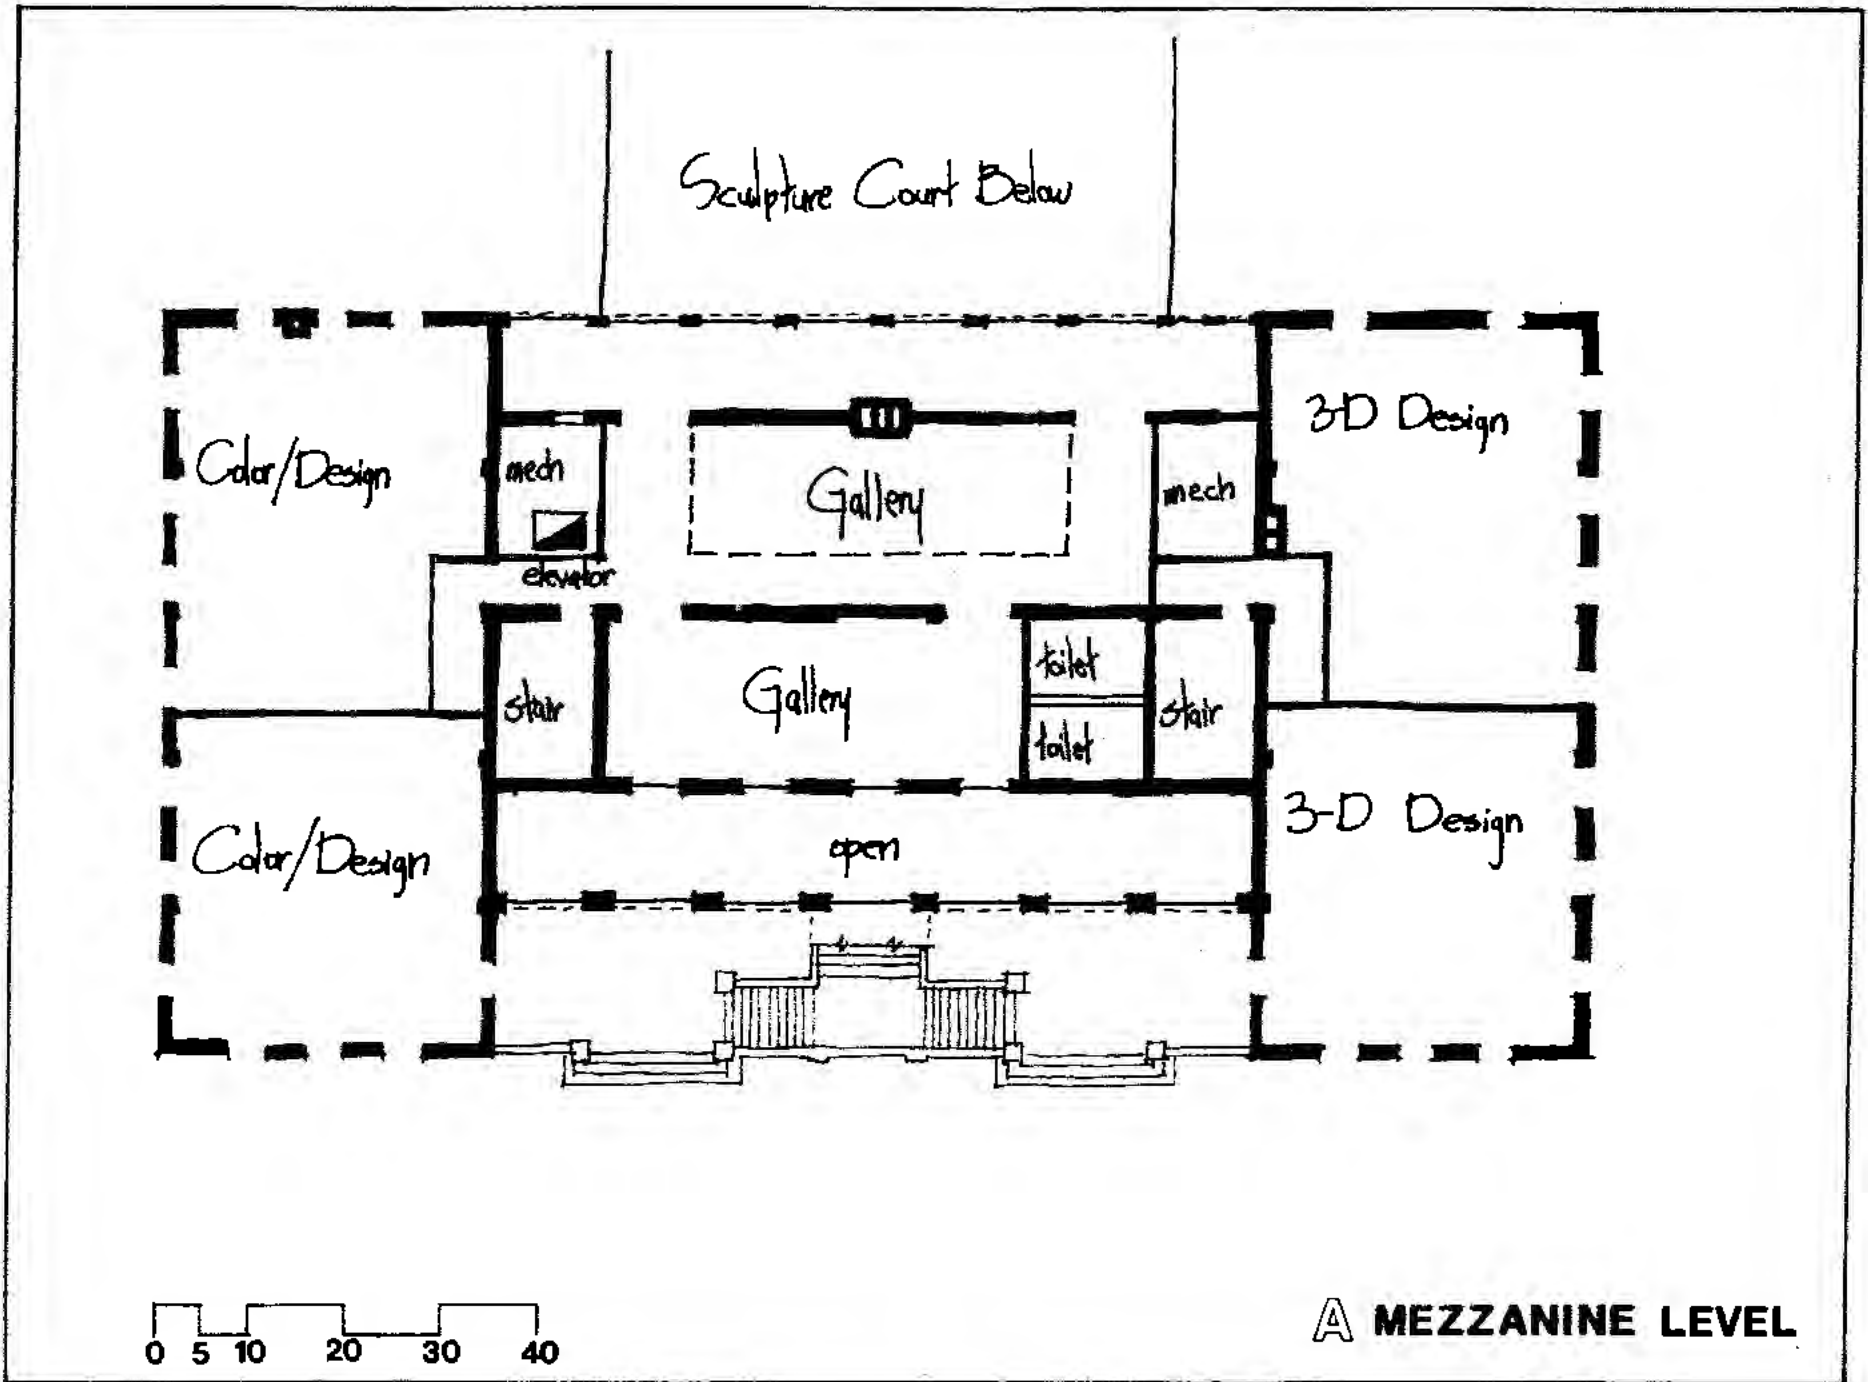 Sculpture Court Below
3-D Design
Color/Design
mech
Gallery
mech
elevator
toilet
Gallery
stair
stair
toilet
3-D Design
open
Color/Design
0 5 10 20 30 40
A MEZZANINE LEVEL